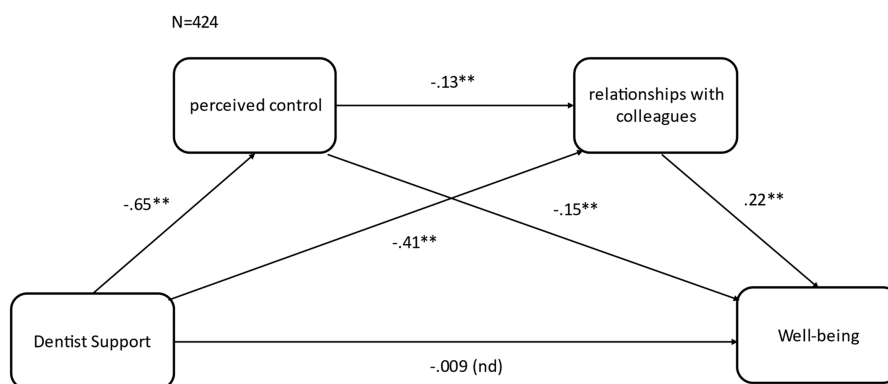 N=424
perceived control
-.13**
relationships with
colleagues
-.65**
-.41**
-.15**
.22**
Dentist Support
-.009 (nd)
Well-being